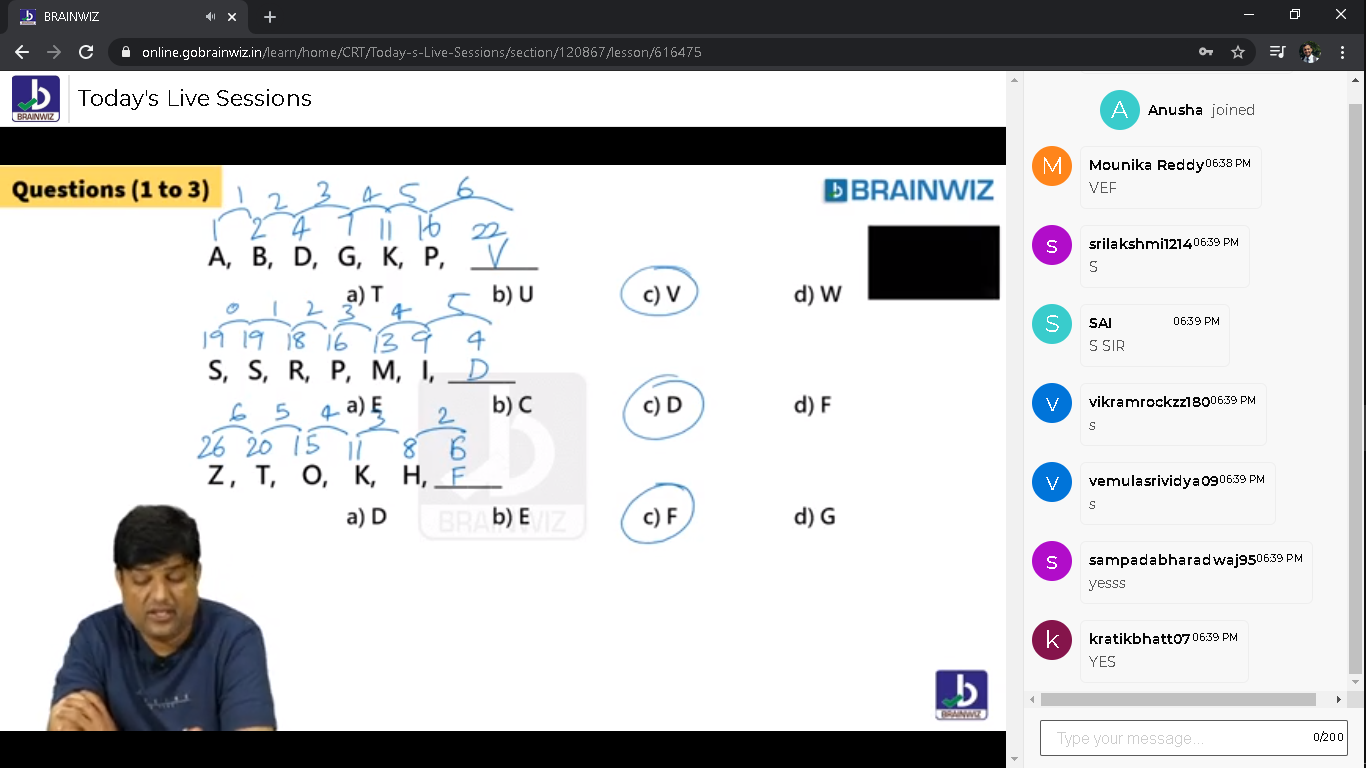 BRAINWIZ
online.gobrainwiz.in/learn/home/CRT/Today-s-Live-Sessions/section/120867/lesson/616475
BRAINWIZ
Today's Live Sessions
Questions (1 to 3)
BRAINWIZ
1 2 3 4 5 6
1 2 4 7 11 16 22
A, B, D, G, K, P, V
a) T b) U c) V d) W
0 1 2 3 4 5
19 19 18 16 13 9 4
S, S, R, P, M, I, D
a) E b) C c) D d) F
6 5 4 3 2
26 20 15 11 8 6
Z, T, O, K, H, F
a) D b) E c) F d) G
BRAINWIZ
BRAINWIZ
A
Anusha joined
M
Mounika Reddy 06:38 PM
VEF
S
srilakshmi1214 06:39 PM
S
S
SAI 06:39 PM
S SIR
V
vikramrockzz180 06:39 PM
s
V
vemulasrividya09 06:39 PM
s
S
sampadabharadwaj95 06:39 PM
yesss
k
kratikbhatt07 06:39 PM
YES
Type your message...
0/200